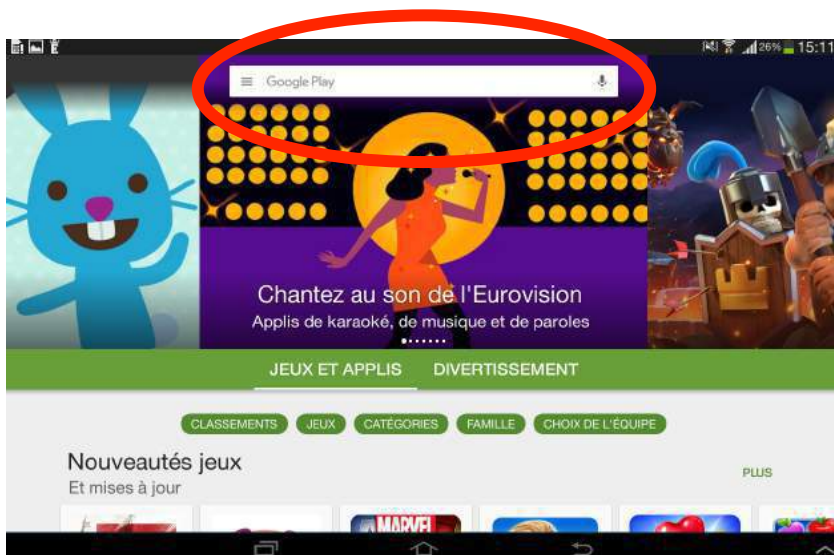 26% 15:11
Google Play
Chantez au son de l'Eurovision
Applis de karaoké, de musique et de paroles
JEUX ET APPLIS DIVERTISSEMENT
CLASSEMENTS JEUX CATÉGORIES FAMILLE CHOIX DE L'ÉQUIPE
Nouveautés jeux
PLUS
Et mises à jour
MARVEL